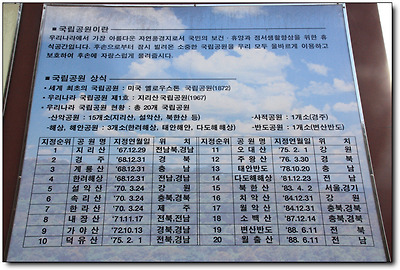 ■ 국립공원이란
우리나라에서 가장 아름다운 자연풍경지로서 국민의 보건 · 휴양과 정서생활향상을 위한 휴
식공간입니다. 후손으로부터 잠시 빌려온 소중한 국립공원을 우리 모두 올바르게 이용하고
보호하여 후손에 자랑스럽게 물려줍시다.
■ 국립공원 상식
• 세계 최초의 국립공원 : 미국 옐로우스톤 국립공원(1872)
• 우리나라 국립공원 제1호 : 지리산국립공원(1967)
• 우리나라 국립공원 현황 : 총 20개 국립공원
- 산악공원 : 15개소(지리산, 설악산, 북한산 등) • 사적공원 : 1개소(경주)
- 해상, 해안공원 : 3개소(한려해상, 태안해안, 다도해해상) • 반도공원 : 1개소(변산반도)
지정순위 공 원 명 지정연월일 위 치 지정순위 공 원 명 지정연월일 위 치
1 지 리 산 '67.12.29 전남북,경남 11 오 대 산 '75. 2. 1 강 원
2 경 주 '68.12.31 경 북 12 주 왕 산 '76. 3.30 경 북
3 계 룡 산 '68.12.31 충 남 13 태안해안 '78.10.20 충 남
4 한려해상 '68.12.31 전남,경남 14 다도해해상 '81.12.23 전 남
5 설 악 산 '70. 3.24 강 원 15 북 한 산 '83. 4. 2 서울,경기
6 속 리 산 '70. 3.24 충북,경북 16 치 악 산 '84.12.31 강 원
7 한 라 산 '70. 3.24 제 주 17 월 악 산 '84.12.31 충북,경북
8 내 장 산 '71.11.17 전북,전남 18 소 백 산 '87.12.14 충북,경북
9 가 야 산 '72.10.13 경북,경남 19 변산반도 '88. 6.11 전 북
10 덕 유 산 '75. 2. 1 전북,경남 20 월 출 산 '88. 6.11 전 남